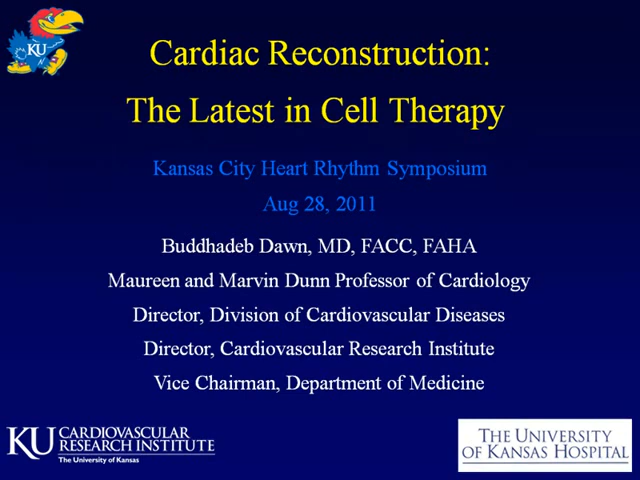 KU
Cardiac Reconstruction:
The Latest in Cell Therapy
Kansas City Heart Rhythm Symposium
Aug 28, 2011
Buddhadeb Dawn, MD, FACC, FAHA
Maureen and Marvin Dunn Professor of Cardiology
Director, Division of Cardiovascular Diseases
Director, Cardiovascular Research Institute
Vice Chairman, Department of Medicine
KU CARDIOVASCULAR
RESEARCH INSTITUTE
The University of Kansas
THE UNIVERSITY
OF KANSAS HOSPITAL